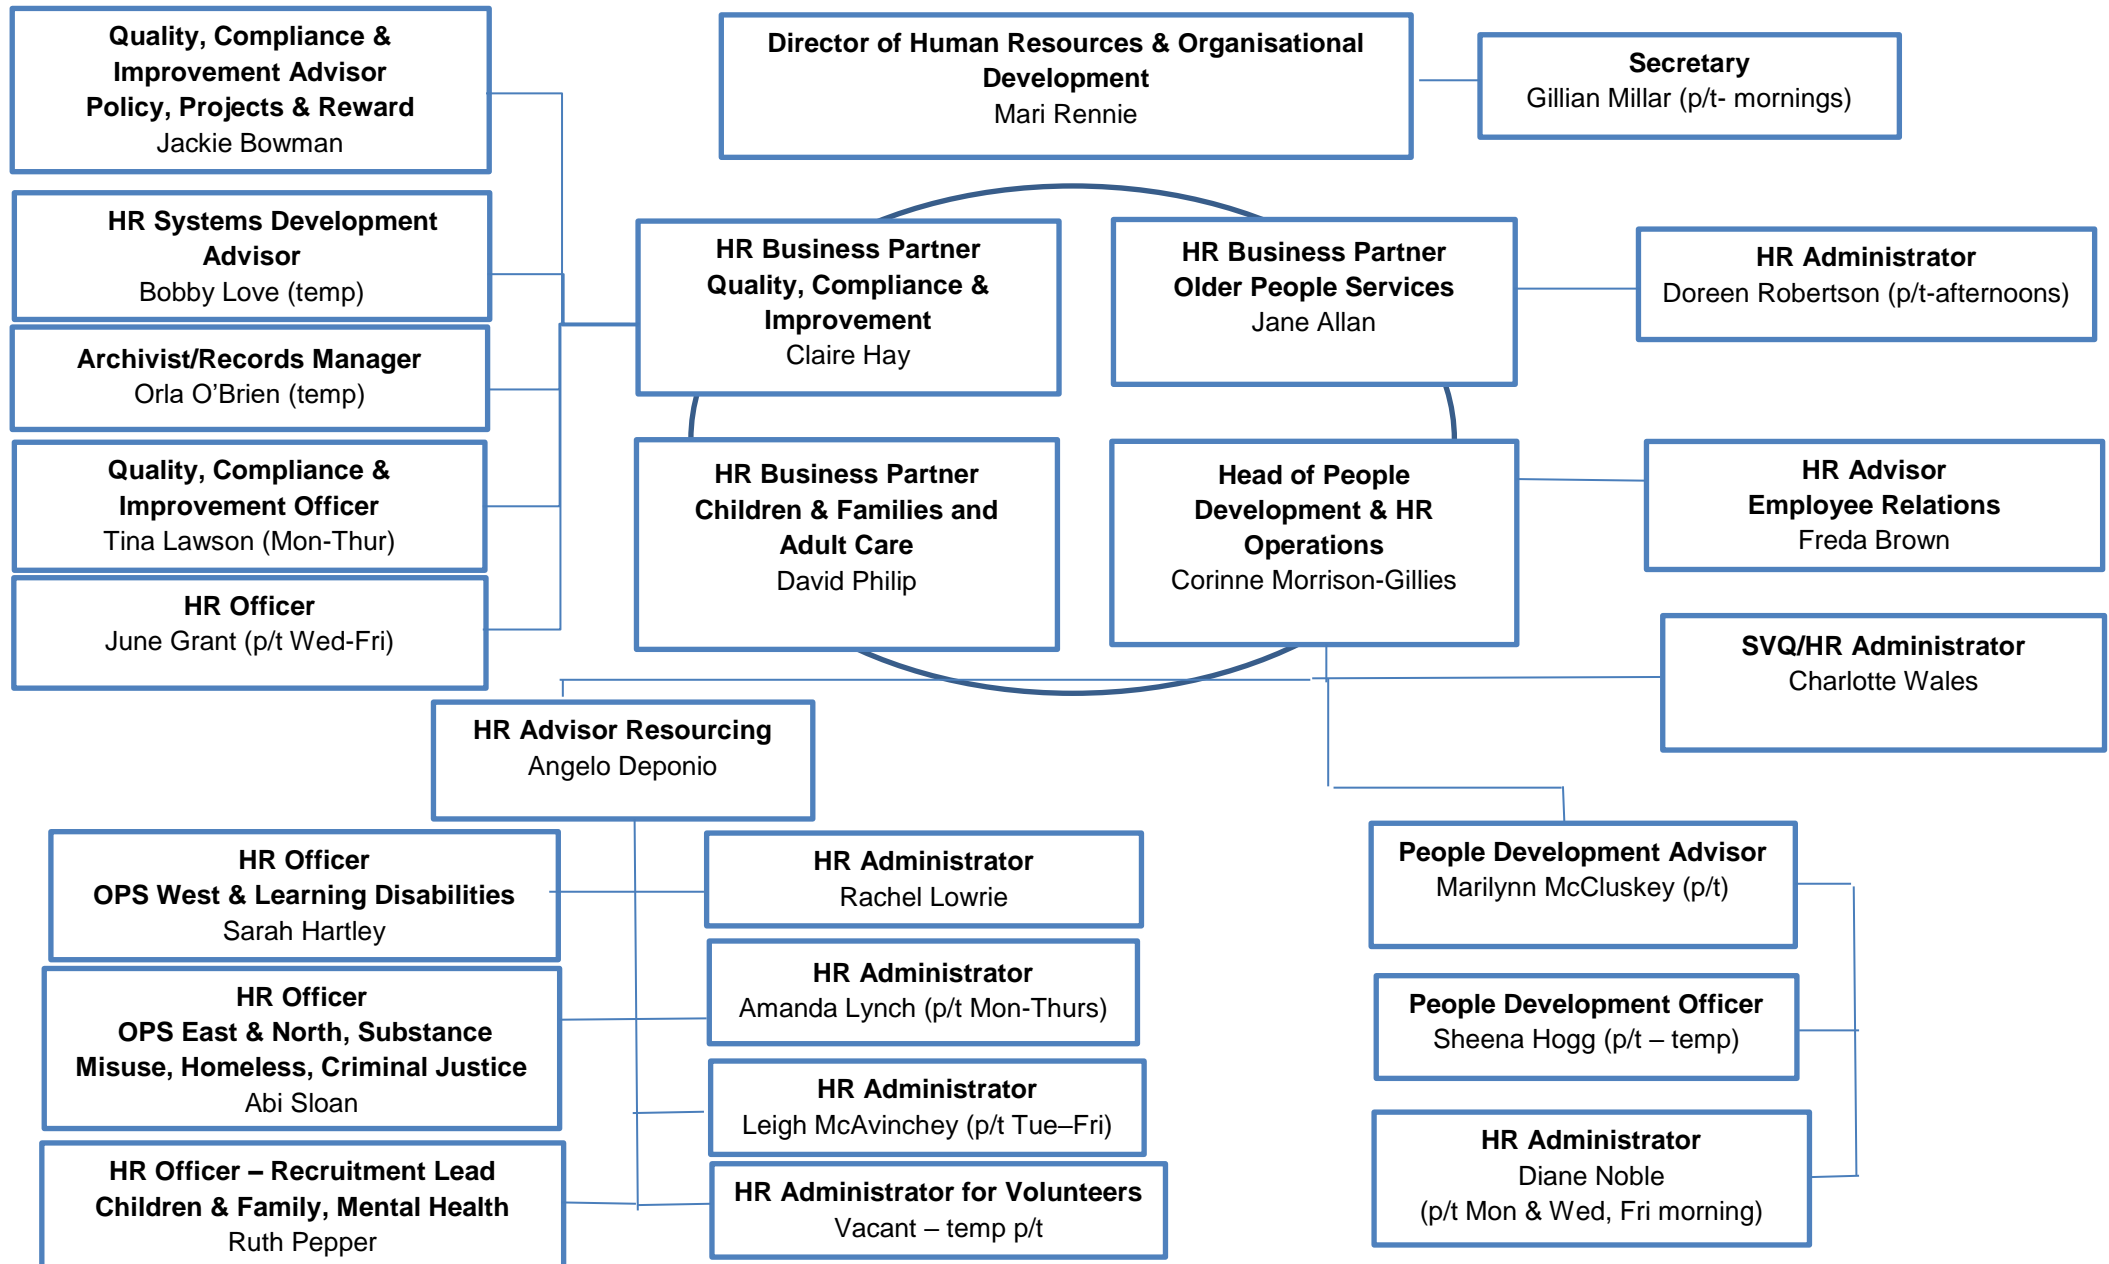 Quality, Compliance &
Improvement Advisor
Policy, Projects & Reward
Jackie Bowman
Director of Human Resources & Organisational
Development
Mari Rennie
Secretary
Gillian Millar (p/t- mornings)
HR Systems Development
Advisor
Bobby Love (temp)
Archivist/Records Manager
Orla O’Brien (temp)
Quality, Compliance &
Improvement Officer
Tina Lawson (Mon-Thur)
HR Officer
June Grant (p/t Wed-Fri)
HR Business Partner
Quality, Compliance &
Improvement
Claire Hay
HR Business Partner
Older People Services
Jane Allan
HR Administrator
Doreen Robertson (p/t-afternoons)
HR Business Partner
Children & Families and
Adult Care
David Philip
Head of People
Development & HR
Operations
Corinne Morrison-Gillies
HR Advisor
Employee Relations
Freda Brown
SVQ/HR Administrator
Charlotte Wales
HR Advisor Resourcing
Angelo Deponio
HR Officer
OPS West & Learning Disabilities
Sarah Hartley
HR Officer
OPS East & North, Substance
Misuse, Homeless, Criminal Justice
Abi Sloan
HR Officer – Recruitment Lead
Children & Family, Mental Health
Ruth Pepper
HR Administrator
Rachel Lowrie
HR Administrator
Amanda Lynch (p/t Mon-Thurs)
HR Administrator
Leigh McAvinchey (p/t Tue–Fri)
HR Administrator for Volunteers
Vacant – temp p/t
People Development Advisor
Marilynn McCluskey (p/t)
People Development Officer
Sheena Hogg (p/t – temp)
HR Administrator
Diane Noble
(p/t Mon & Wed, Fri morning)